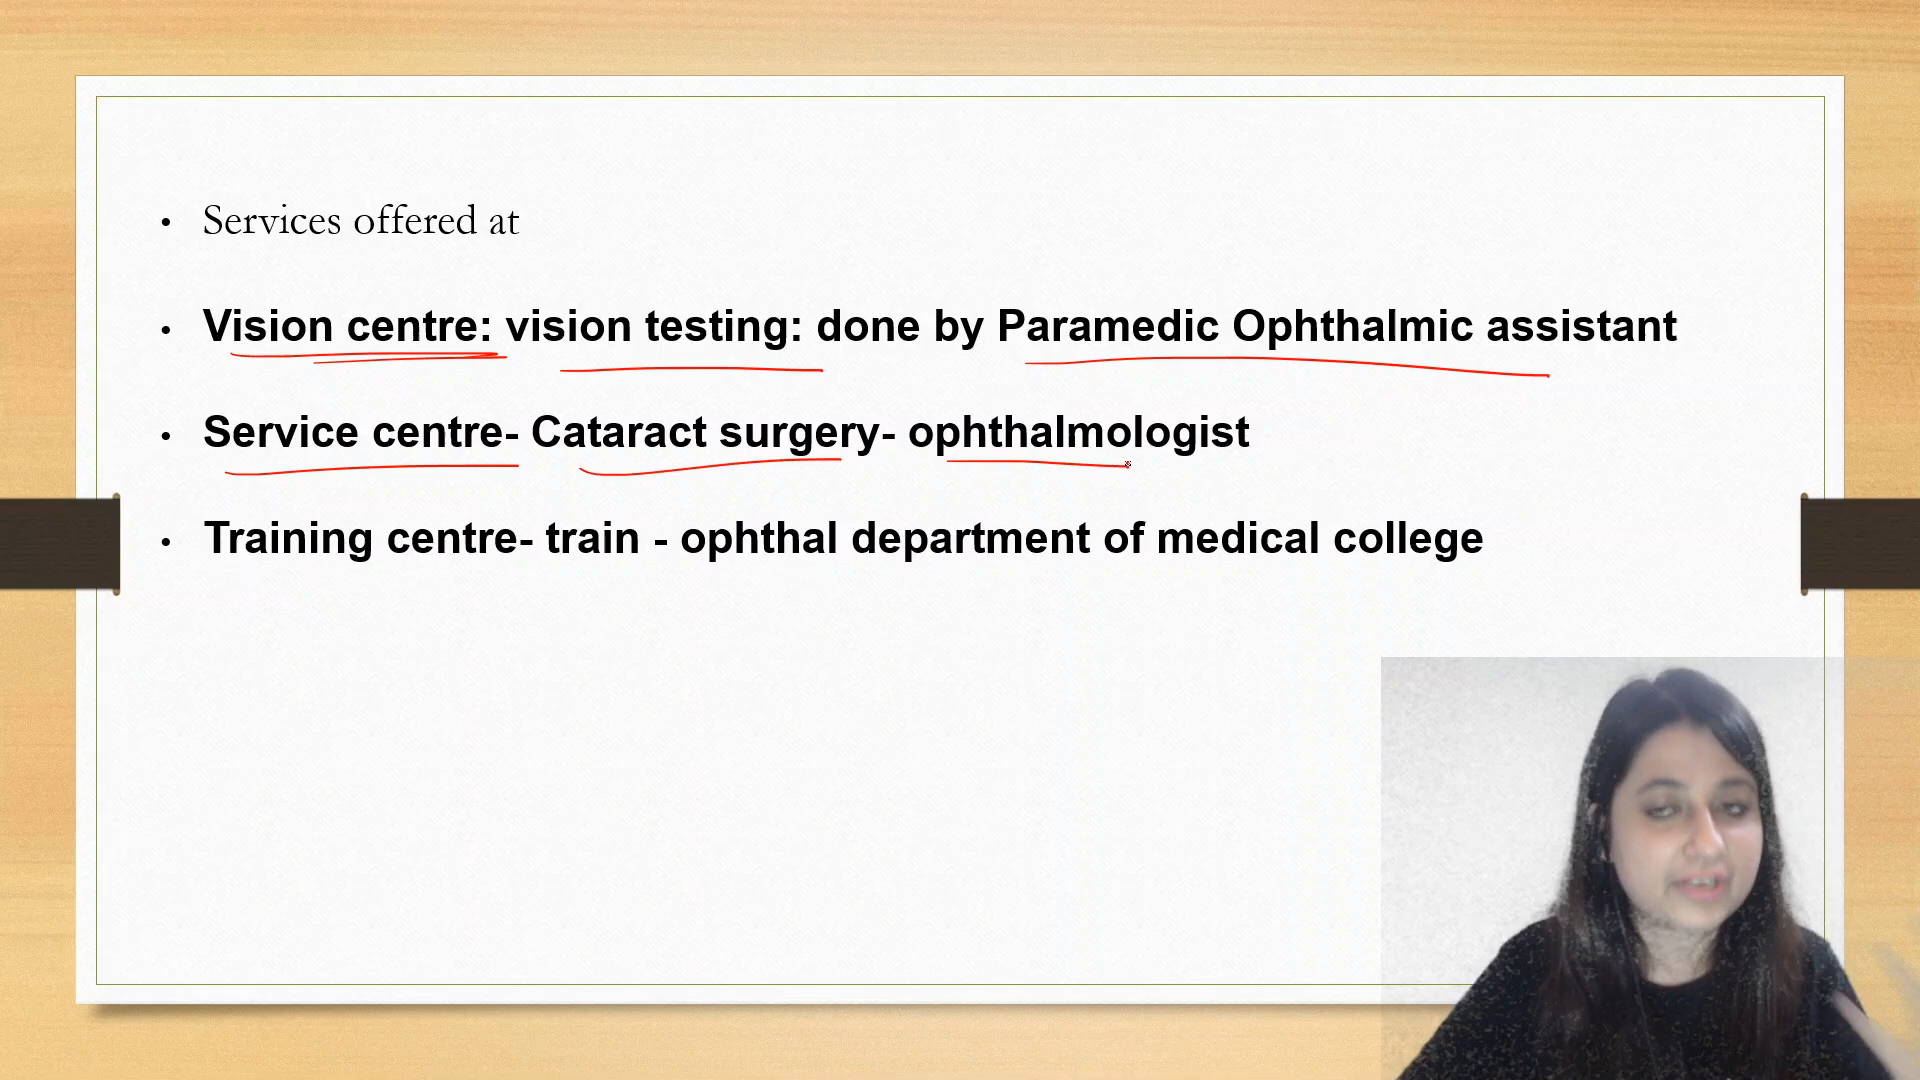 Services offered at
Vision centre: vision testing: done by Paramedic Ophthalmic assistant
Service centre- Cataract surgery- ophthalmologist
Training centre- train - ophthal department of medical college